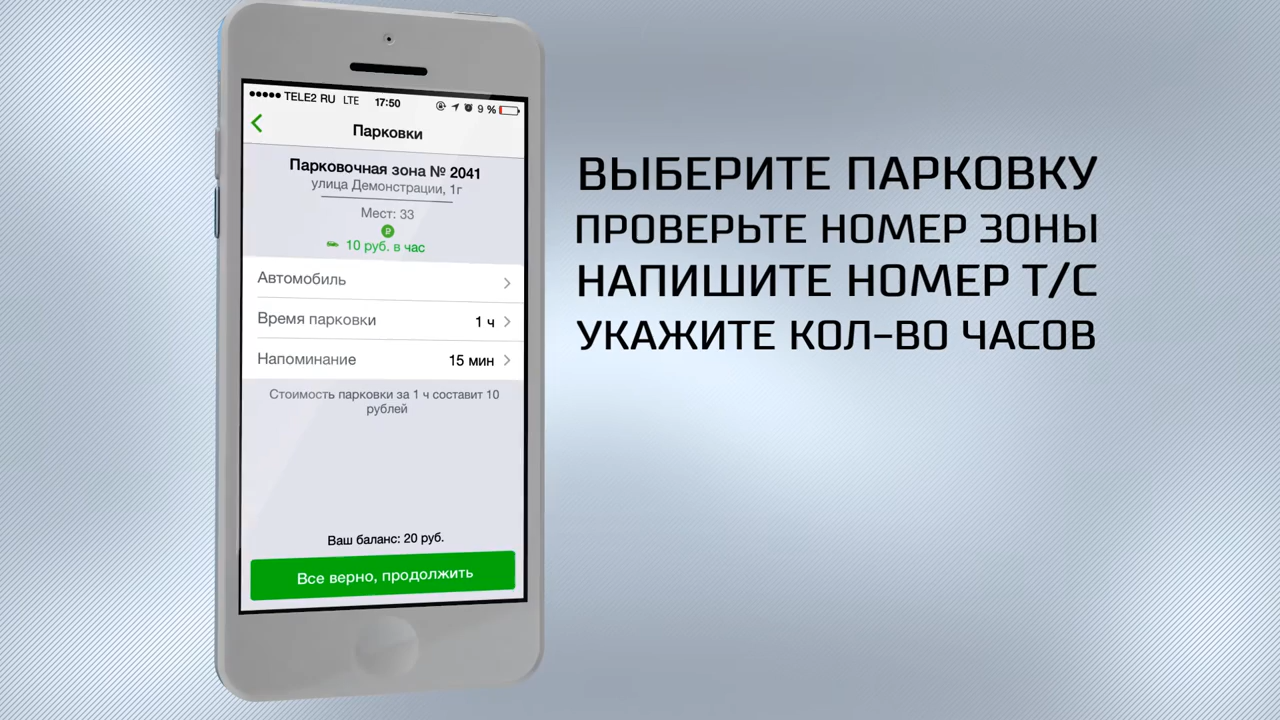 TELE2 RU LTE 17:50 9 %
Парковки
Парковочная зона № 2041
улица Демонстрации, 1г
Мест: 33
₽
10 руб. в час
Автомобиль
Время парковки 1 ч
Напоминание 15 мин
Стоимость парковки за 1 ч составит 10
рублей
Ваш баланс: 20 руб.
Все верно, продолжить
ВЫБЕРИТЕ ПАРКОВКУ
ПРОВЕРЬТЕ НОМЕР ЗОНЫ
НАПИШИТЕ НОМЕР Т/С
УКАЖИТЕ КОЛ-ВО ЧАСОВ